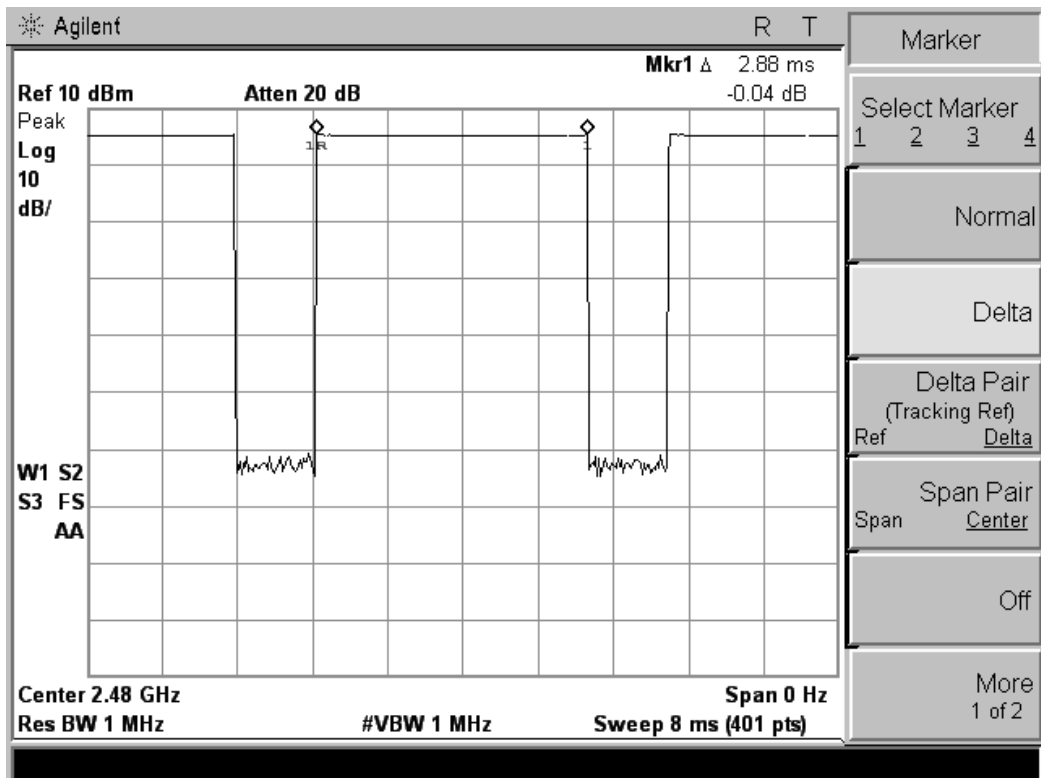 Agilent R T
Mkr1 Δ 2.88 ms
Ref 10 dBm Atten 20 dB -0.04 dB
Peak
Log
10
dB/
1R 1
W1 S2
S3 FS
AA
Center 2.48 GHz Span 0 Hz
Res BW 1 MHz #VBW 1 MHz Sweep 8 ms (401 pts)
Marker
Select Marker
1 2 3 4
Normal
Delta
Delta Pair
(Tracking Ref)
Ref Delta
Span Pair
Span Center
Off
More
1 of 2